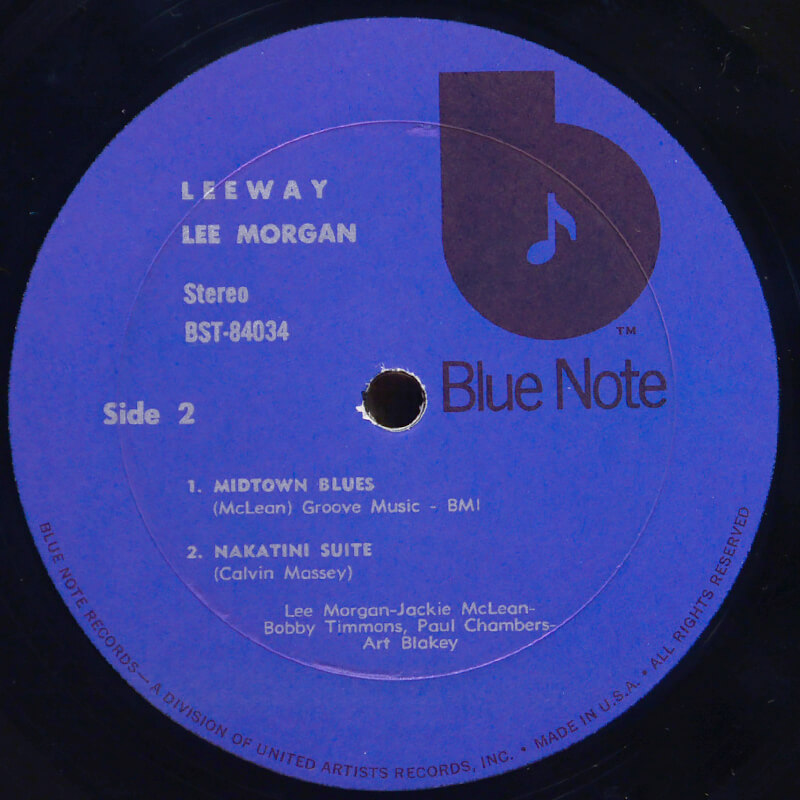 LEEWAY
LEE MORGAN
Stereo
BST-84034
TM
Blue Note
Side 2
1. MIDTOWN BLUES
(McLean) Groove Music - BMI
2. NAKATINI SUITE
(Calvin Massey)
Lee Morgan-Jackie McLean-
Bobby Timmons, Paul Chambers-
Art Blakey
BLUE NOTE RECORDS—A DIVISION OF UNITED ARTISTS RECORDS, INC. • MADE IN U.S.A. • ALL RIGHTS RESERVED